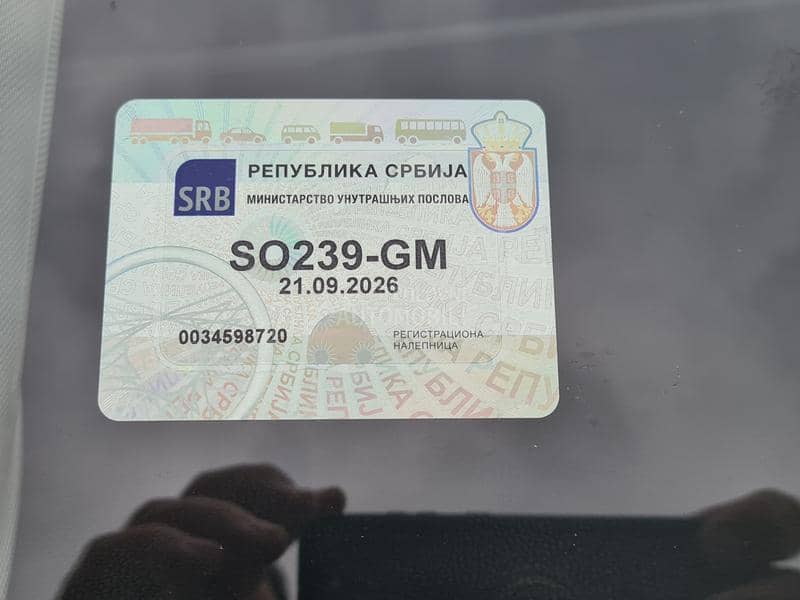 РЕПУБЛИКА СРБИЈА
SRB
МИНИСТАРСТВО УНУТРАШЊИХ ПОСЛОВА
SO239-GM
21.09.2026
0034598720
РЕГИСТРАЦИОНА
НАЛЕПНИЦА